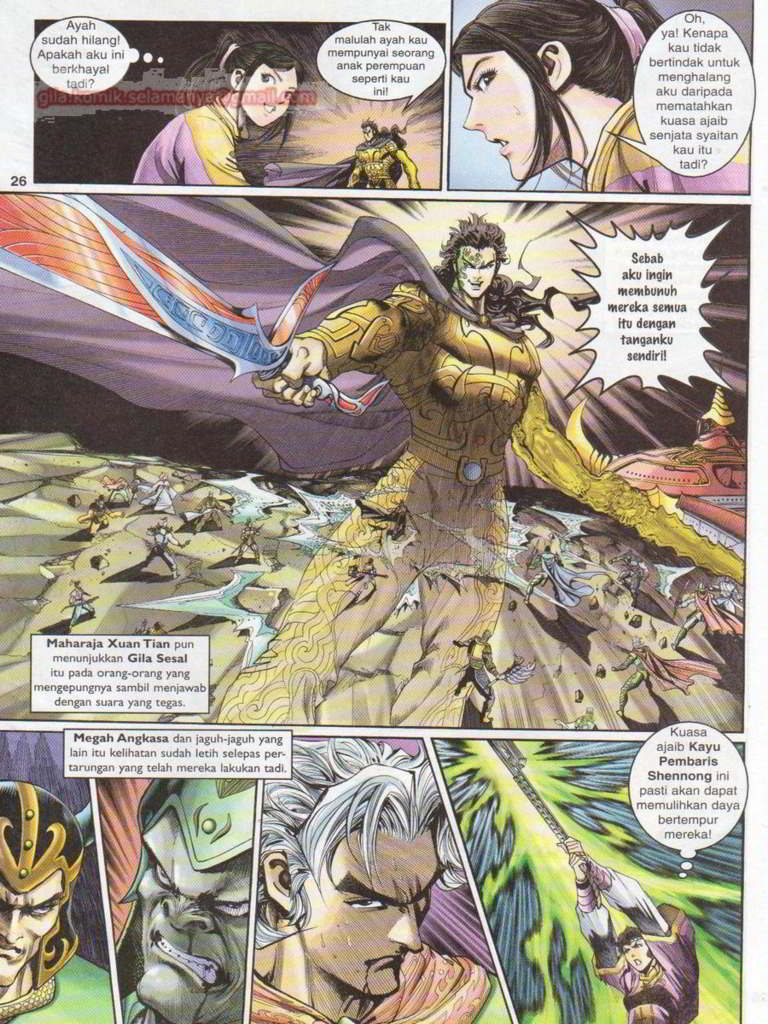 Ayah
sudah hilang!
Apakah aku ini
berkhayal
tadi?
Tak
malulah ayah kau
mempunyai seorang
anak perempuan
seperti kau
ini!
Oh,
ya! Kenapa
kau tidak
bertindak untuk
menghalang
aku daripada
mematahkan
kuasa ajaib
senjata syaitan
kau itu
tadi?
gila.komik.selamanya@gmail.com
26
Sebab
aku ingin
membunuh
mereka semua
itu dengan
tanganku
sendiri!
Maharaja Xuan Tian pun
menunjukkan Gila Sesal
itu pada orang-orang yang
mengepungnya sambil menjawab
dengan suara yang tegas.
Megah Angkasa dan jaguh-jaguh yang
lain itu kelihatan sudah letih selepas per-
tarungan yang telah mereka lakukan tadi.
Kuasa
ajaib Kayu
Pembaris
Shennong ini
pasti akan dapat
memulihkan daya
bertempur
mereka!